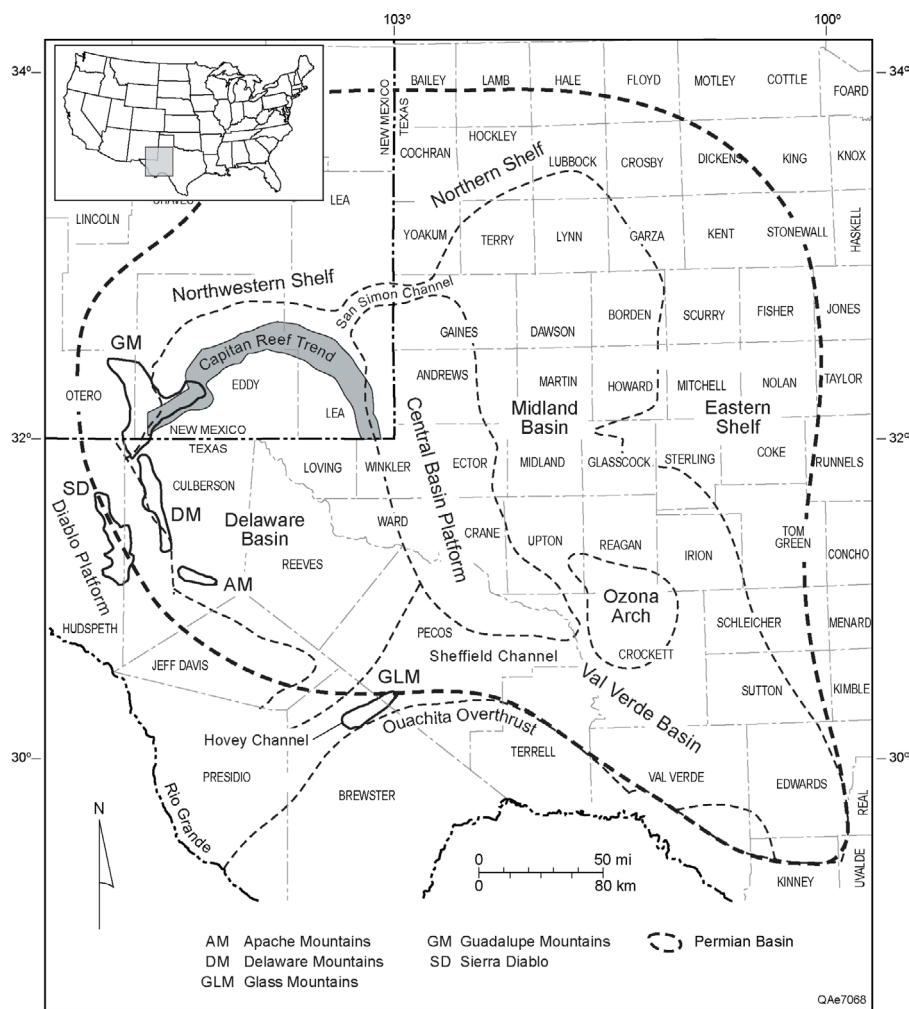 103º
100º
34º
34º
BAILEY
LAMB
HALE
FLOYD
MOTLEY
COTTLE
FOARD
NEW MEXICO
TEXAS
HOCKLEY
COCHRAN
Northern Shelf
LUBBOCK
CROSBY
DICKENS
KING
KNOX
LEA
LINCOLN
YOAKUM
TERRY
LYNN
GARZA
KENT
STONEWALL
HASKELL
Northwestern Shelf
San Simon Channel
GAINES
DAWSON
BORDEN
SCURRY
FISHER
JONES
GM
Capitan Reef Trend
OTERO
EDDY
LEA
ANDREWS
MARTIN
HOWARD
MITCHELL
NOLAN
TAYLOR
Central Basin Platform
Midland
Basin
Eastern
Shelf
32º
NEW MEXICO
TEXAS
32º
LOVING
WINKLER
ECTOR
MIDLAND
GLASSCOCK
STERLING
COKE
RUNNELS
SD
CULBERSON
DM
Diablo Platform
Delaware
Basin
WARD
CRANE
UPTON
REAGAN
IRION
TOM
GREEN
CONCHO
REEVES
AM
Ozona
Arch
HUDSPETH
PECOS
SCHLEICHER
MENARD
JEFF DAVIS
Sheffield Channel
CROCKETT
GLM
Val Verde Basin
SUTTON
KIMBLE
Hovey Channel
Ouachita Overthrust
30º
TERRELL
30º
PRESIDIO
BREWSTER
VAL VERDE
EDWARDS
REAL
Rio Grande
N
0 50 mi
0 80 km
KINNEY
UVALDE
AM Apache Mountains
DM Delaware Mountains
GLM Glass Mountains
GM Guadalupe Mountains
SD Sierra Diablo
Permian Basin
QAe7068